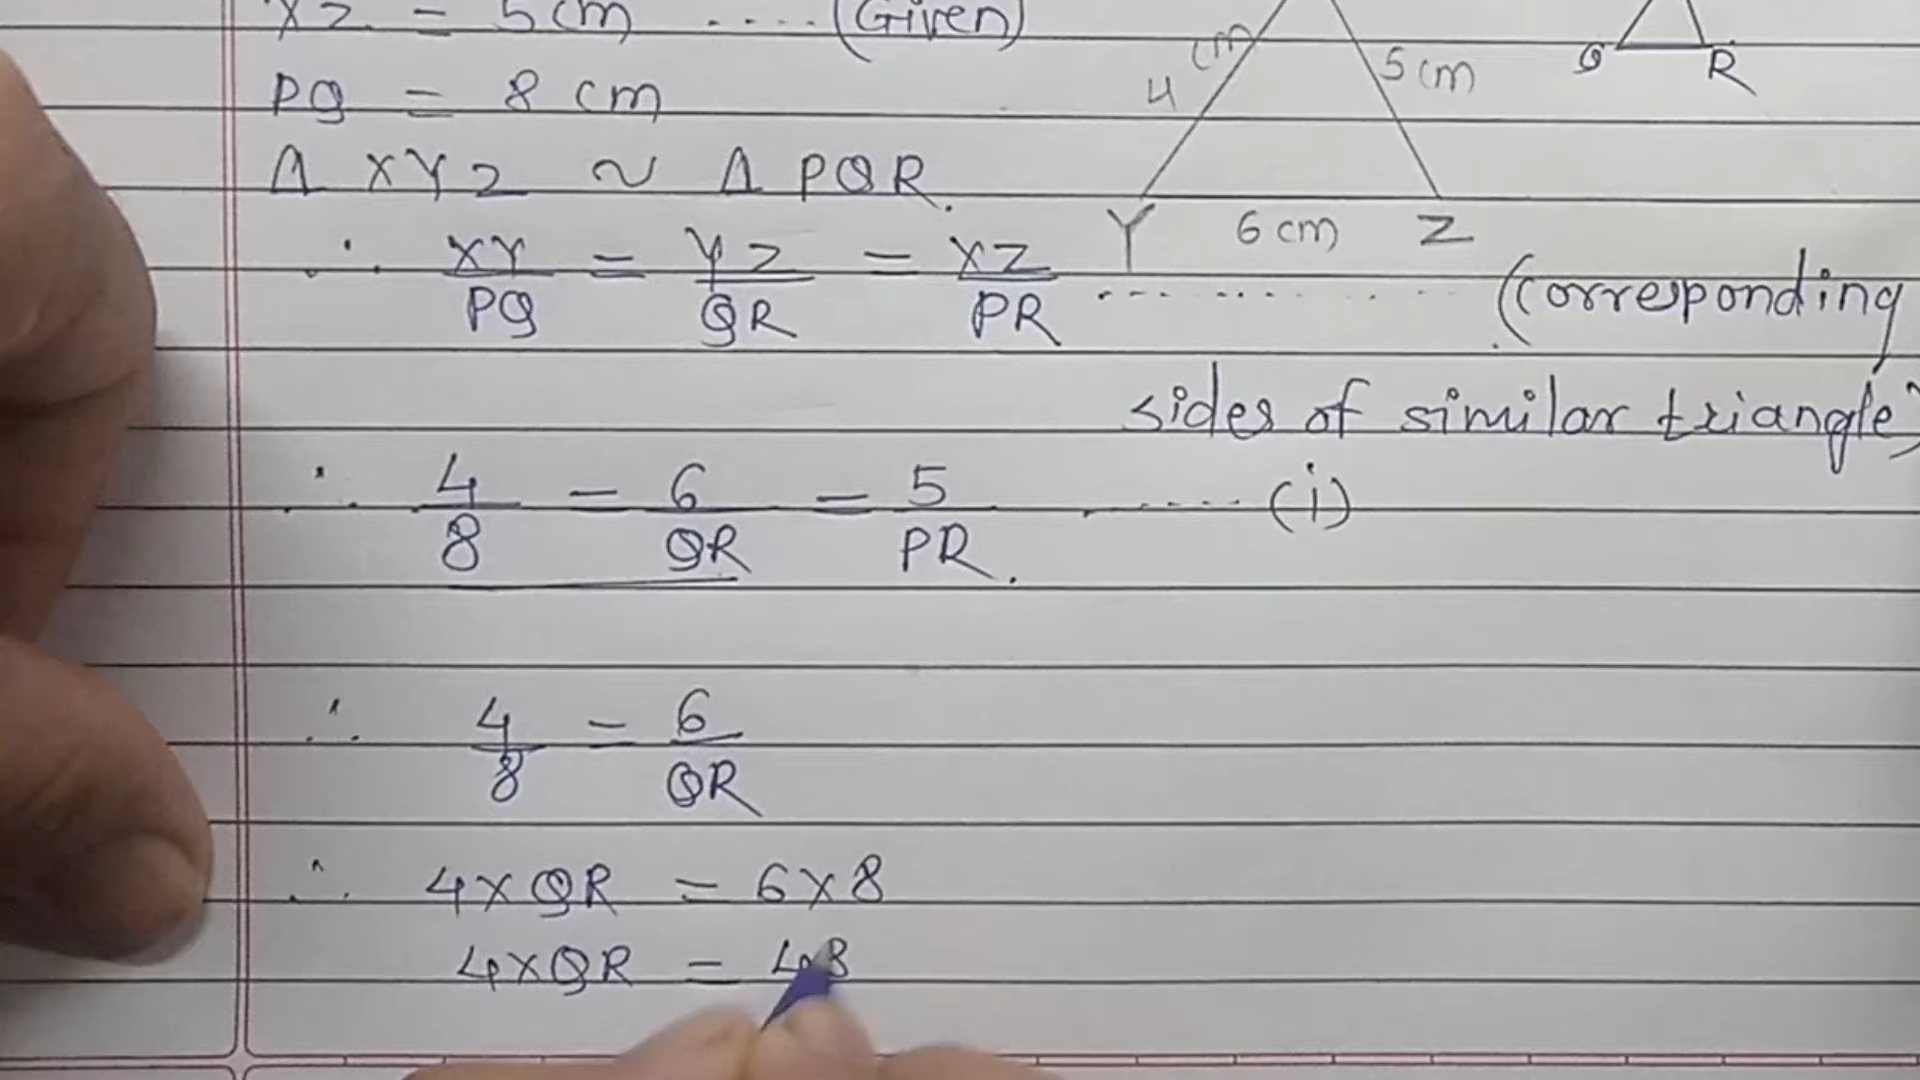 XZ = 5 cm ..... (Given)
PQ = 8 cm
Δ XYZ ~ Δ PQR.
∴ XY/PQ = YZ/QR = XZ/PR .......... (Corresponding
sides of similar triangle)
∴ 4/8 = 6/QR = 5/PR. ....... (i)
∴ 4/8 = 6/QR
∴ 4×QR = 6×8
4×QR = 48
4 cm
5 cm
Y 6 cm Z
Q R